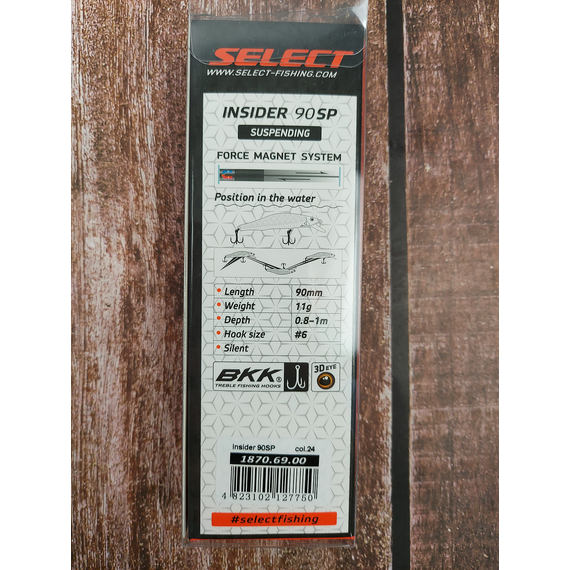 SELECT
WWW.SELECT-FISHING.COM
INSIDER 90SP
SUSPENDING
FORCE MAGNET SYSTEM
Position in the water
• Length 90mm
• Weight 11g
• Depth 0.8–1m
• Hook size #6
• Silent
BKK® 3D EYE
TREBLE FISHING HOOKS
Insider 90SP col.24
1870.69.00
4 823102 127750
#selectfishing